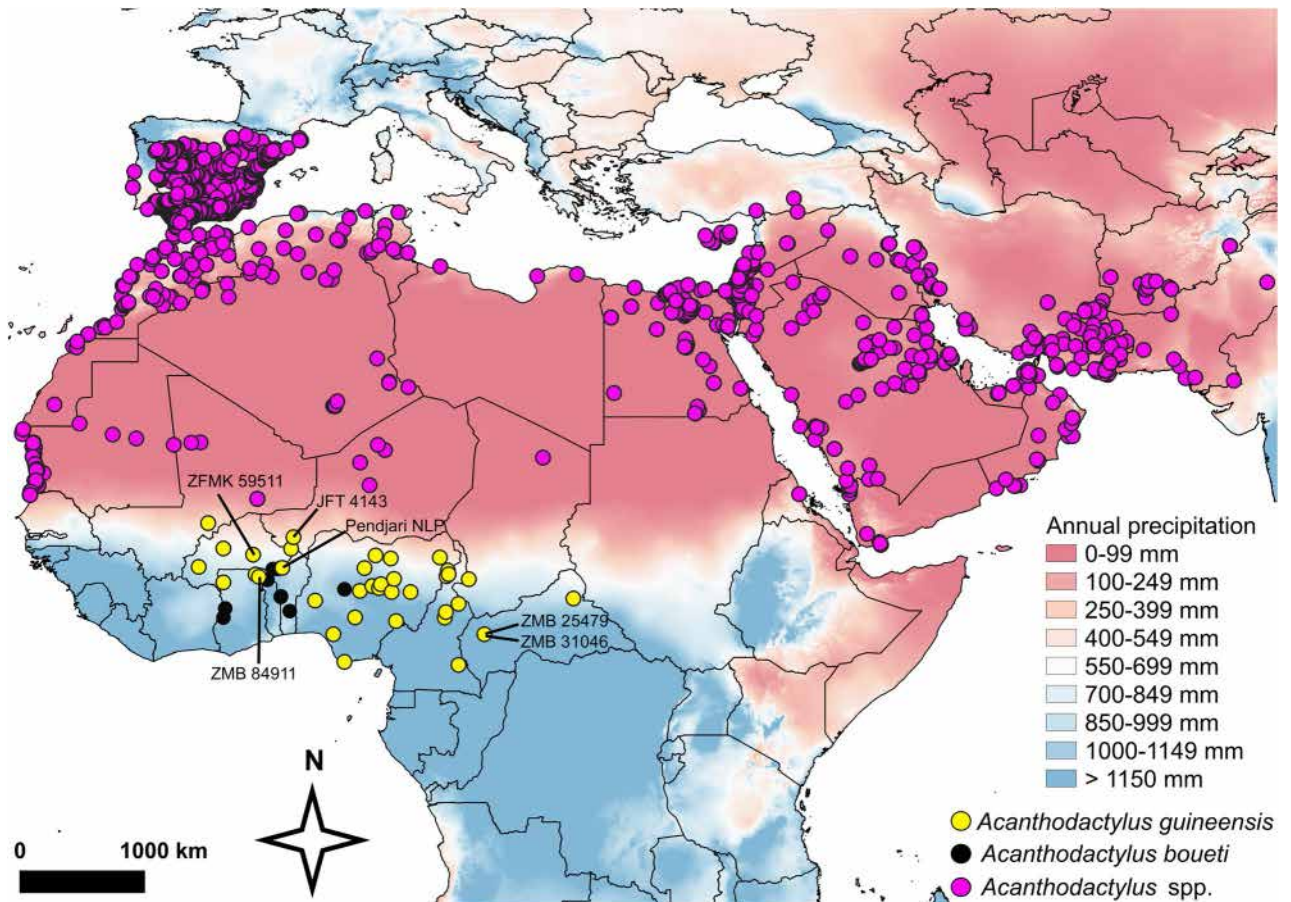 ZFMK 59511
JFT 4143
Pendjari NLP
ZMB 25479
ZMB 31046
ZMB 84911
Annual precipitation
0-99 mm
100-249 mm
250-399 mm
400-549 mm
550-699 mm
700-849 mm
850-999 mm
1000-1149 mm
> 1150 mm
N
0 1000 km
Acanthodactylus guineensis
Acanthodactylus boueti
Acanthodactylus spp.